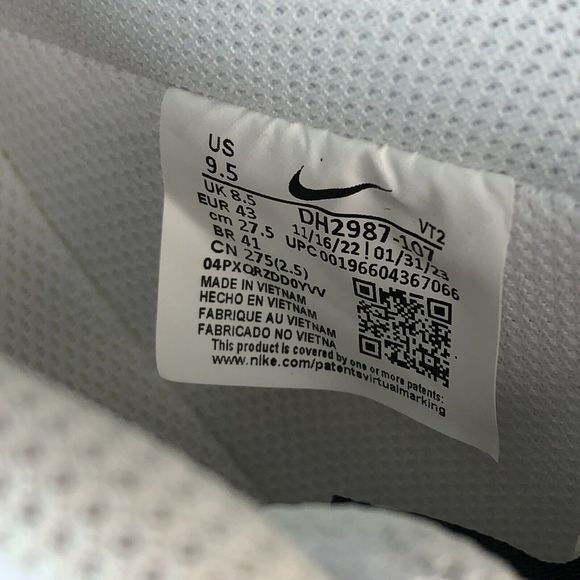 US
9.5
UK 8.5
EUR 43
cm 27.5
BR 41
CN 275(2.5)
DH2987-107 VT2
11/16/22 | 01/31/23
UPC 00196604367066
04PXQRZDD0YVV
MADE IN VIETNAM
HECHO EN VIETNAM
FABRIQUE AU VIETNAM
FABRICADO NO VIETNA
This product is covered by one or more patents:
www.nike.com/patentsvirtualmarking